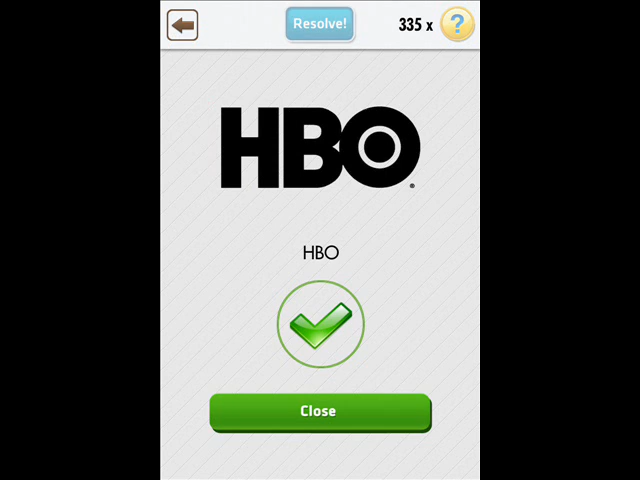 Resolve!
335 x ?
HBO
HBO
Close